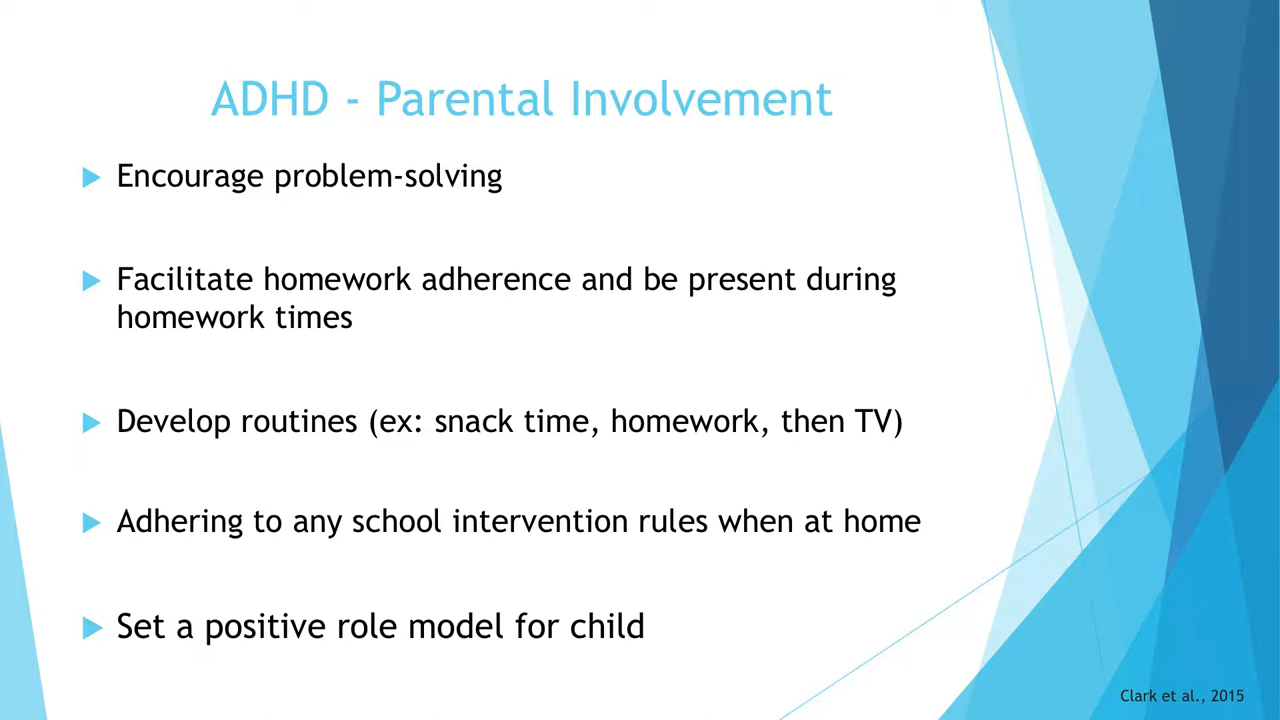 ADHD - Parental Involvement
Encourage problem-solving
Facilitate homework adherence and be present during
homework times
Develop routines (ex: snack time, homework, then TV)
Adhering to any school intervention rules when at home
Set a positive role model for child
Clark et al., 2015